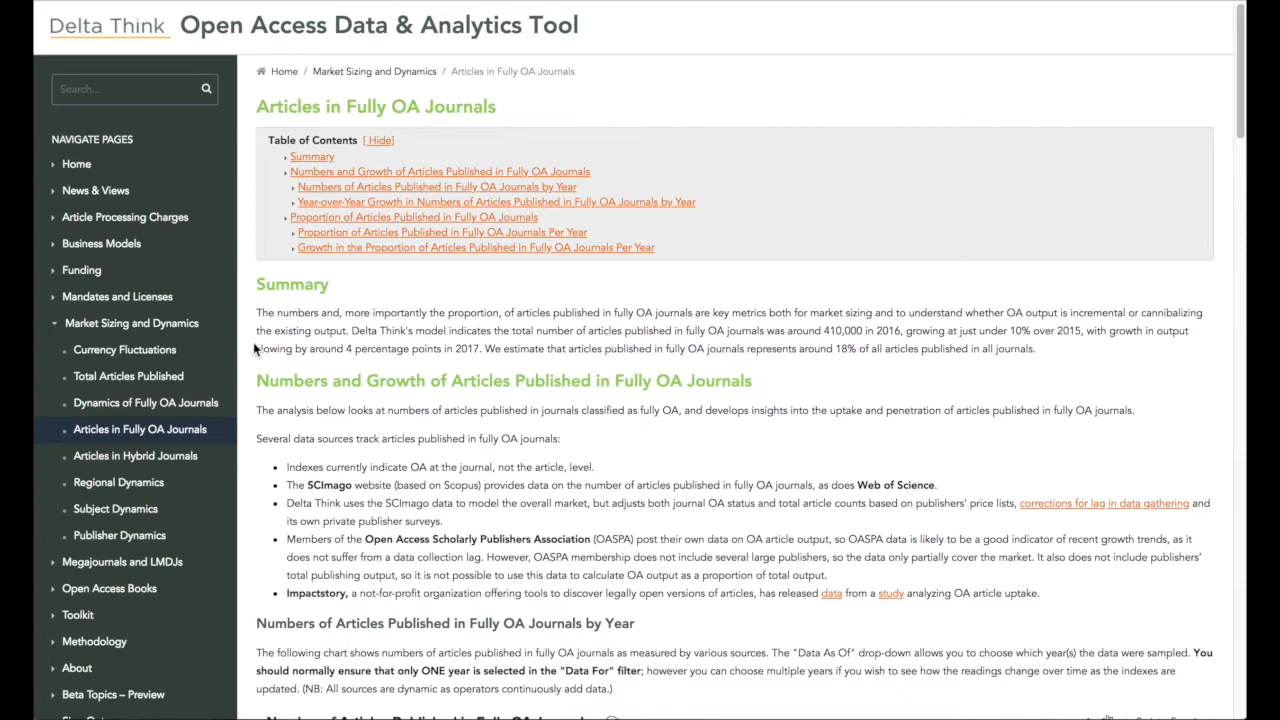 Delta Think Open Access Data & Analytics Tool
Search...
NAVIGATE PAGES
Home
News & Views
Article Processing Charges
Business Models
Funding
Mandates and Licenses
Market Sizing and Dynamics
Currency Fluctuations
Total Articles Published
Dynamics of Fully OA Journals
Articles in Fully OA Journals
Articles in Hybrid Journals
Regional Dynamics
Subject Dynamics
Publisher Dynamics
Megajournals and LMDJs
Open Access Books
Toolkit
Methodology
About
Beta Topics – Preview
Home / Market Sizing and Dynamics / Articles in Fully OA Journals
Articles in Fully OA Journals
Table of Contents [ Hide]
Summary
Numbers and Growth of Articles Published in Fully OA Journals
Numbers of Articles Published in Fully OA Journals by Year
Year-over-Year Growth in Numbers of Articles Published in Fully OA Journals by Year
Proportion of Articles Published in Fully OA Journals
Proportion of Articles Published in Fully OA Journals Per Year
Growth in the Proportion of Articles Published in Fully OA Journals Per Year
Summary
The numbers and, more importantly the proportion, of articles published in fully OA journals are key metrics both for market sizing and to understand whether OA output is incremental or cannibalizing
the existing output. Delta Think's model indicates the total number of articles published in fully OA journals was around 410,000 in 2016, growing at just under 10% over 2015, with growth in output
slowing by around 4 percentage points in 2017. We estimate that articles published in fully OA journals represents around 18% of all articles published in all journals.
Numbers and Growth of Articles Published in Fully OA Journals
The analysis below looks at numbers of articles published in journals classified as fully OA, and develops insights into the uptake and penetration of articles published in fully OA journals.
Several data sources track articles published in fully OA journals:
• Indexes currently indicate OA at the journal, not the article, level.
• The SCImago website (based on Scopus) provides data on the number of articles published in fully OA journals, as does Web of Science.
• Delta Think uses the SCImago data to model the overall market, but adjusts both journal OA status and total article counts based on publishers' price lists, corrections for lag in data gathering and
its own private publisher surveys.
• Members of the Open Access Scholarly Publishers Association (OASPA) post their own data on OA article output, so OASPA data is likely to be a good indicator of recent growth trends, as it
does not suffer from a data collection lag. However, OASPA membership does not include several large publishers, so the data only partially cover the market. It also does not include publishers'
total publishing output, so it is not possible to use this data to calculate OA output as a proportion of total output.
• Impactstory, a not-for-profit organization offering tools to discover legally open versions of articles, has released data from a study analyzing OA article uptake.
Numbers of Articles Published in Fully OA Journals by Year
The following chart shows numbers of articles published in fully OA journals as measured by various sources. The "Data As Of" drop-down allows you to choose which year(s) the data were sampled. You
should normally ensure that only ONE year is selected in the "Data For" filter; however you can choose multiple years if you wish to see how the readings change over time as the indexes are
updated. (NB: All sources are dynamic as operators continuously add data.)